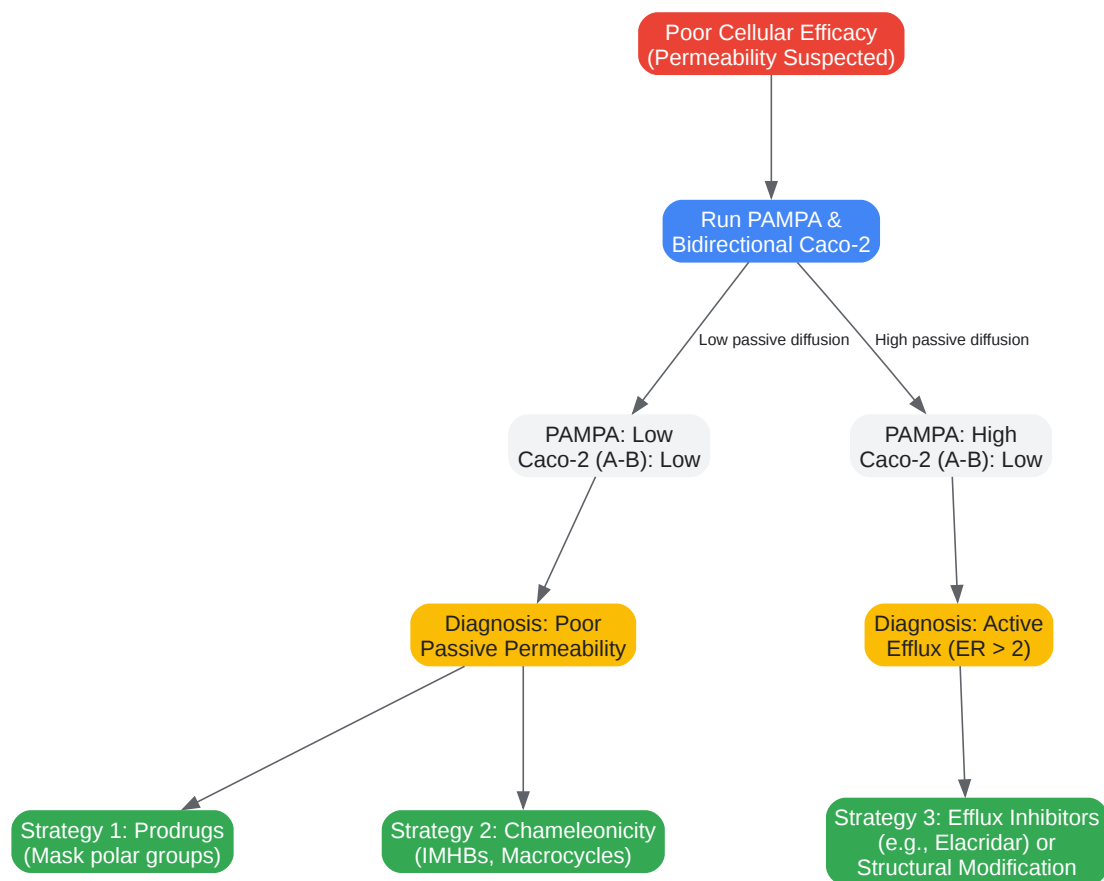 Poor Cellular Efficacy
(Permeability Suspected)
Run PAMPA &
Bidirectional Caco-2
Low passive diffusion
High passive diffusion
PAMPA: Low
Caco-2 (A-B): Low
PAMPA: High
Caco-2 (A-B): Low
Diagnosis: Poor
Passive Permeability
Diagnosis: Active
Efflux (ER > 2)
Strategy 1: Prodrugs
(Mask polar groups)
Strategy 2: Chameleonicity
(IMHBs, Macrocycles)
Strategy 3: Efflux Inhibitors
(e.g., Elacridar) or
Structural Modification